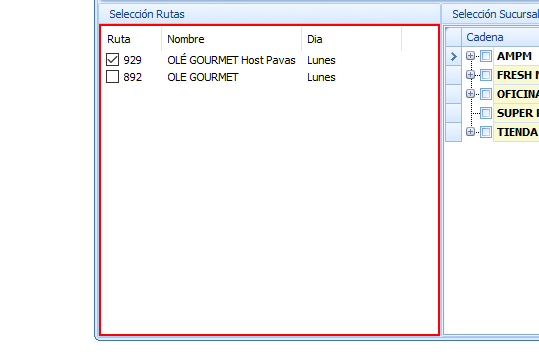 Selección Rutas
Ruta Nombre Dia
929 OLÉ GOURMET Host Pavas Lunes
892 OLE GOURMET Lunes
Selección Sucursal
Cadena
AMPM
FRESH
OFICINA
SUPER
TIENDA